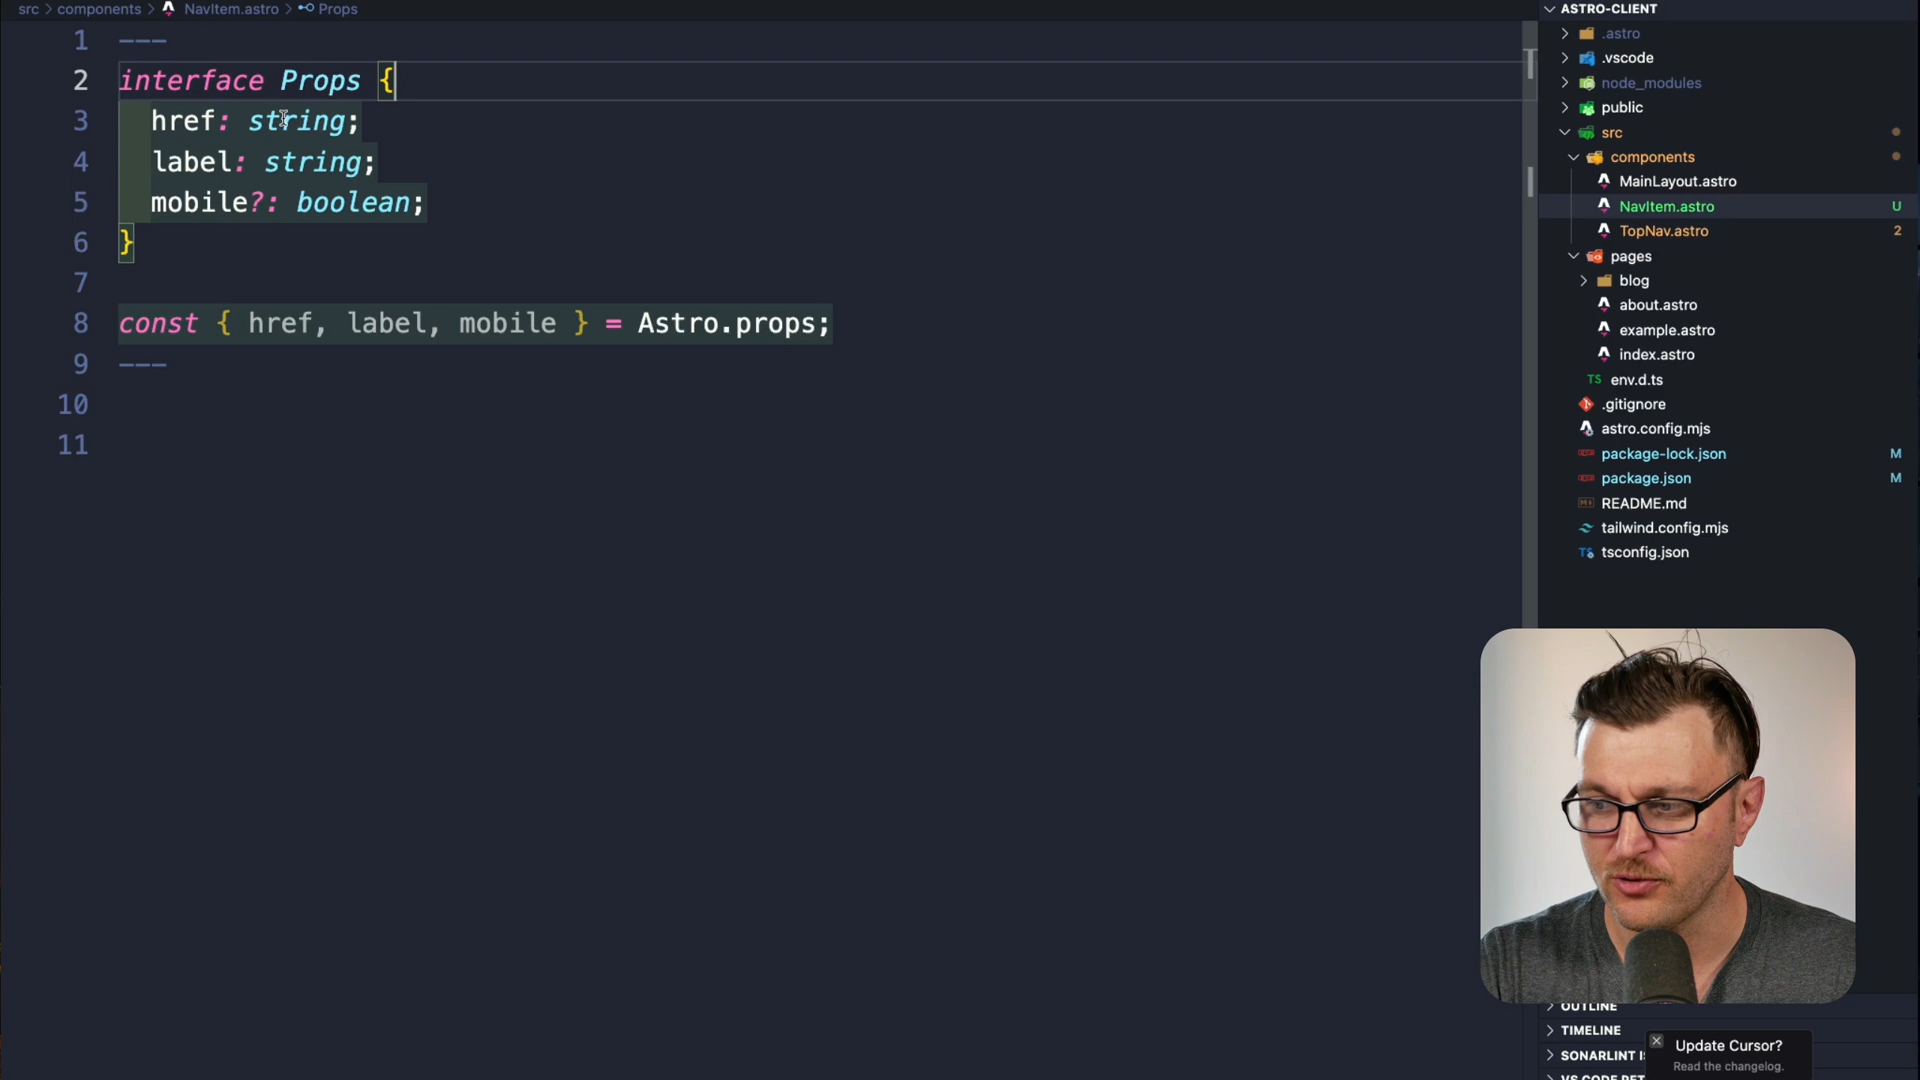 src > components > NavItem.astro > Props
1 ---
2 interface Props {
3 href: string;
4 label: string;
5 mobile?: boolean;
6 }
7
8 const { href, label, mobile } = Astro.props;
9 ---
10
11
ASTRO-CLIENT
.astro
.vscode
node_modules
public
src
components
MainLayout.astro
NavItem.astro U
TopNav.astro 2
pages
blog
about.astro
example.astro
index.astro
TS env.d.ts
.gitignore
astro.config.mjs
package-lock.json M
package.json M
README.md
tailwind.config.mjs
TS tsconfig.json
OUTLINE
TIMELINE
SONARLINT
Update Cursor?
Read the changelog.